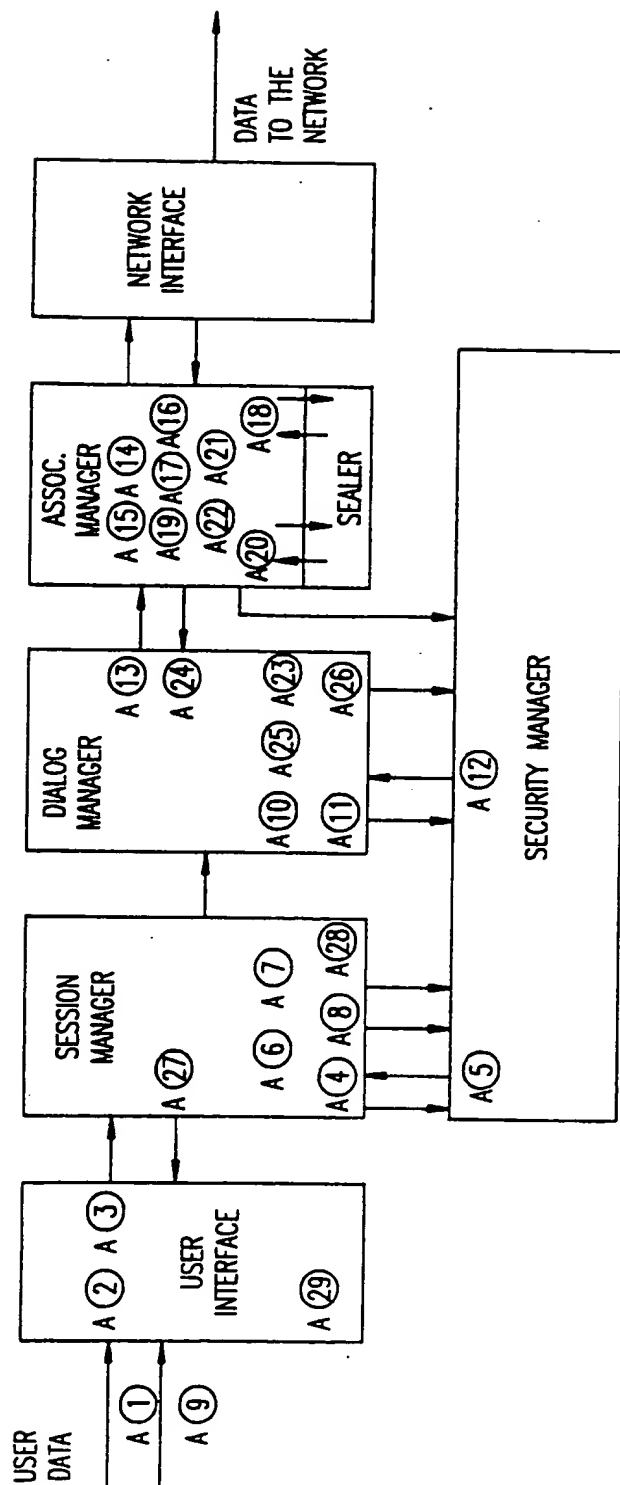 USER
DATA
A 1
A 9
A 2 A 3
USER
INTERFACE
A 29
SESSION
MANAGER
A 27
A 6 A 7
A 4 A 8 A 28
DIALOG
MANAGER
A 13
A 24
A 10 A 25 A 23
A 11 A 26
ASSOC.
MANAGER
A 15 A 14
A 19 A 17 A 16
A 22 A 21
A 20 A 18
SEALER
NETWORK
INTERFACE
DATA
TO THE
NETWORK
A 5
A 12
SECURITY MANAGER